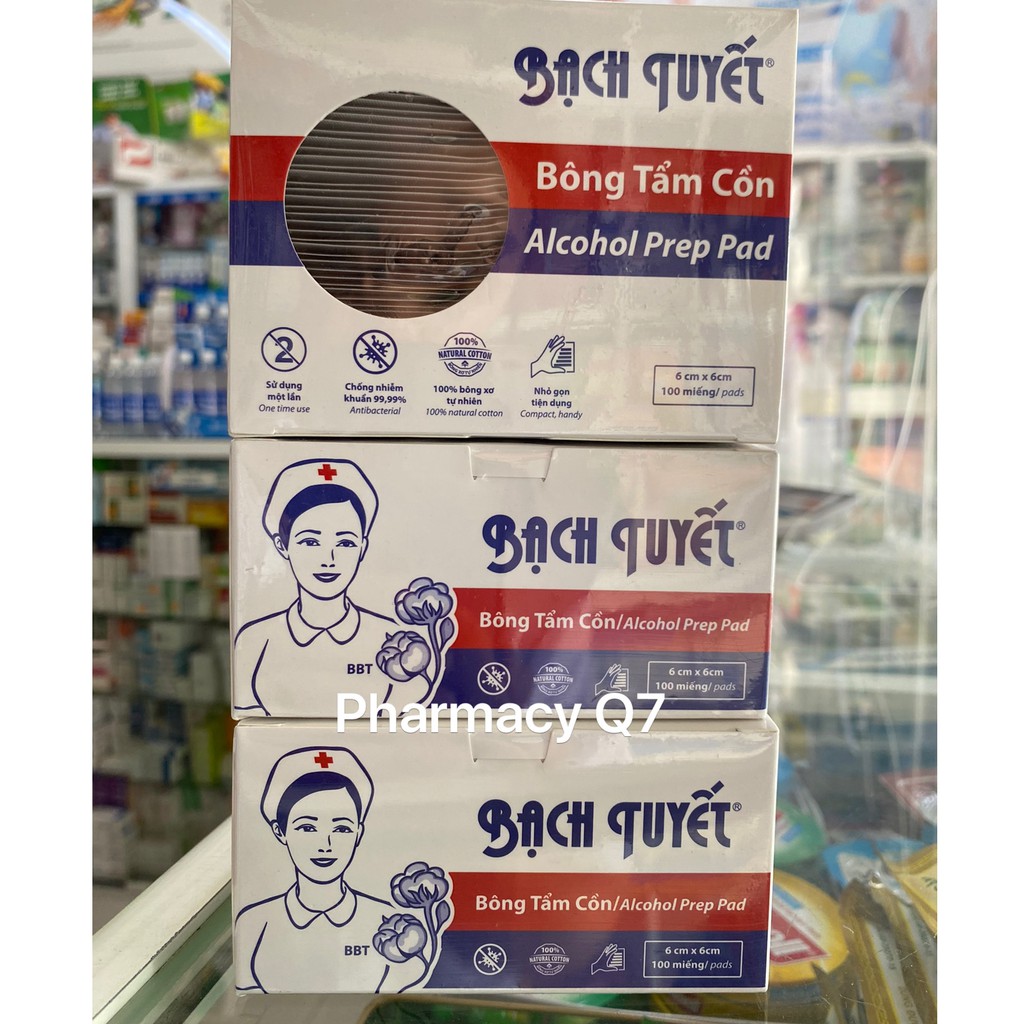 BẠCH TUYẾT®
Bông Tẩm Cồn
Alcohol Prep Pad
2
Sử dụng
một lần
One time use
Chống nhiễm
khuẩn 99,99%
Antibacterial
100%
NATURAL COTTON
100% bông xơ
tự nhiên
100% natural cotton
Nhỏ gọn
tiện dụng
Compact, handy
6 cm x 6cm
100 miếng/ pads
BẠCH TUYẾT®
Bông Tẩm Cồn/Alcohol Prep Pad
BBT
100%
NATURAL COTTON
6 cm x 6cm
100 miếng/ pads
Pharmacy Q7
BẠCH TUYẾT®
Bông Tẩm Cồn/Alcohol Prep Pad
BBT
100%
NATURAL COTTON
6 cm x 6cm
100 miếng/ pads